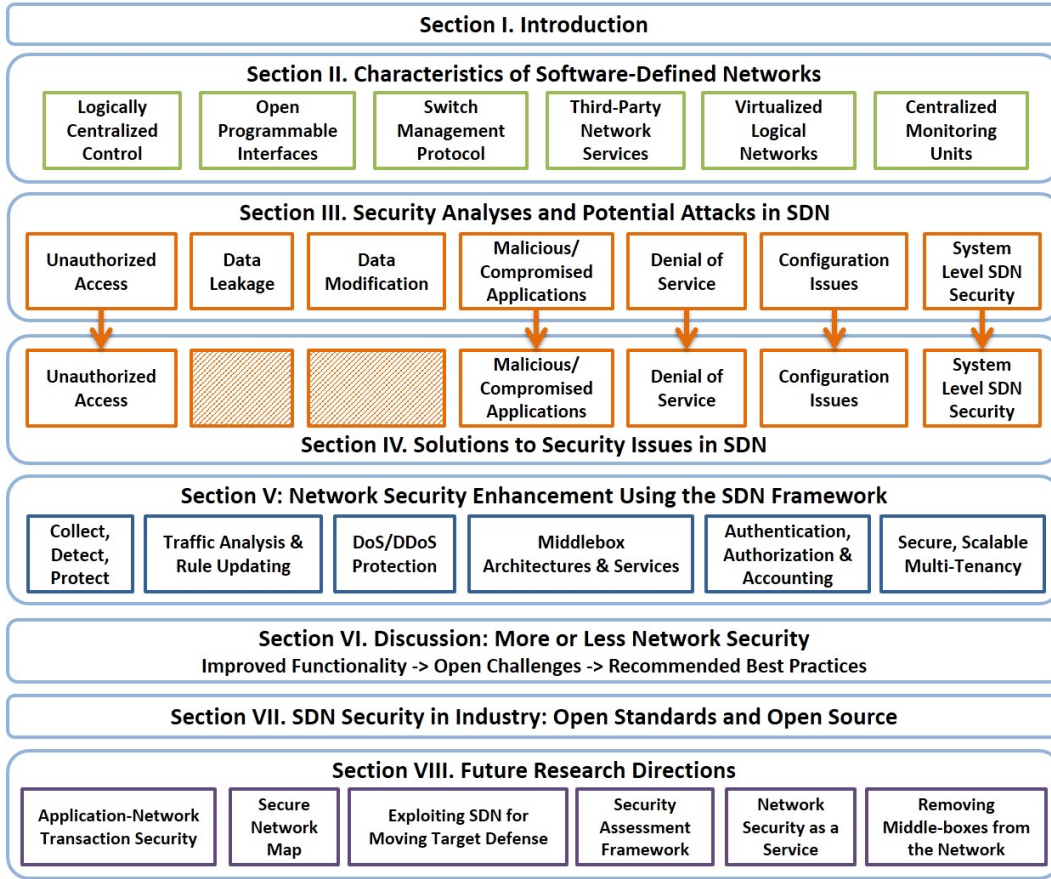 Section I. Introduction
Section II. Characteristics of Software-Defined Networks
Logically
Centralized
Control
Open
Programmable
Interfaces
Switch
Management
Protocol
Third-Party
Network
Services
Virtualized
Logical
Networks
Centralized
Monitoring
Units
Section III. Security Analyses and Potential Attacks in SDN
Unauthorized
Access
Data
Leakage
Data
Modification
Malicious/
Compromised
Applications
Denial of
Service
Configuration
Issues
System
Level SDN
Security
Unauthorized
Access
Malicious/
Compromised
Applications
Denial of
Service
Configuration
Issues
System
Level SDN
Security
Section IV. Solutions to Security Issues in SDN
Section V: Network Security Enhancement Using the SDN Framework
Collect,
Detect,
Protect
Traffic Analysis &
Rule Updating
DoS/DDoS
Protection
Middlebox
Architectures & Services
Authentication,
Authorization &
Accounting
Secure, Scalable
Multi-Tenancy
Section VI. Discussion: More or Less Network Security
Improved Functionality -> Open Challenges -> Recommended Best Practices
Section VII. SDN Security in Industry: Open Standards and Open Source
Section VIII. Future Research Directions
Application-Network
Transaction Security
Secure
Network
Map
Exploiting SDN for
Moving Target Defense
Security
Assessment
Framework
Network
Security as a
Service
Removing
Middle-boxes from
the Network